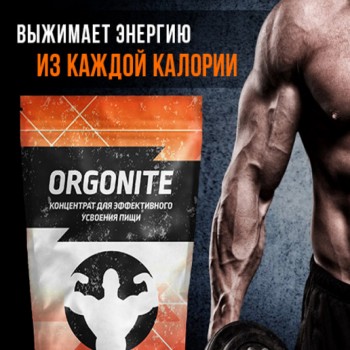 ВЫЖИМАЕТ ЭНЕРГИЮ
ИЗ КАЖДОЙ КАЛОРИИ
ORGONITE
КОНЦЕНТРАТ ДЛЯ ЭФФЕКТИВНОГО
УСВОЕНИЯ ПИЩИ